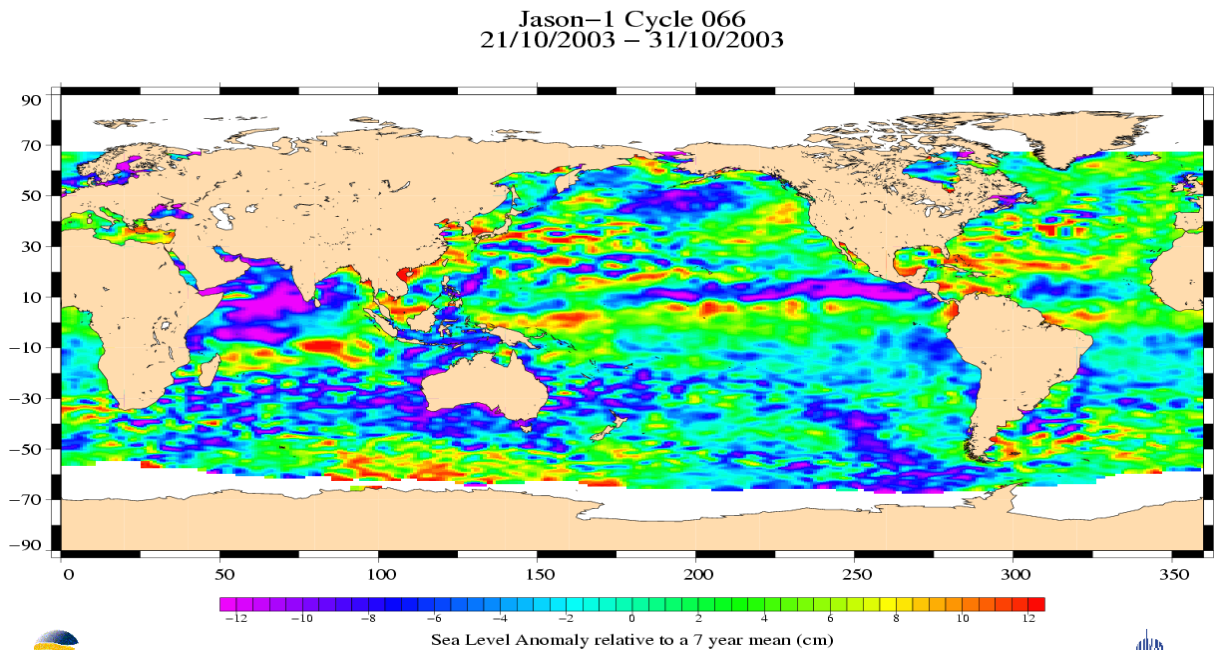 Jason−1 Cycle 066
21/10/2003 − 31/10/2003
90
70
50
30
10
−10
−30
−50
−70
−90
0 50 100 150 200 250 300 350
−12 −10 −8 −6 −4 −2 0 2 4 6 8 10 12
Sea Level Anomaly relative to a 7 year mean (cm)